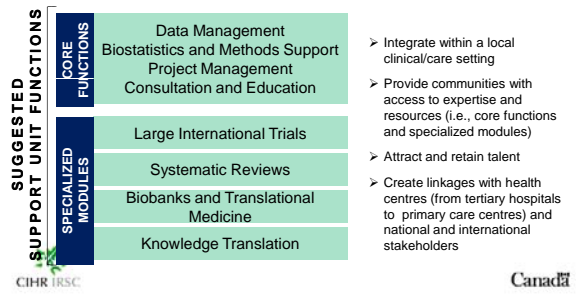 SUGGESTED
SUPPORT UNIT FUNCTIONS
CORE
FUNCTIONS
Data Management
Biostatistics and Methods Support
Project Management
Consultation and Education
SPECIALIZED
MODULES
Large International Trials
Systematic Reviews
Biobanks and Translational
Medicine
Knowledge Translation
➢ Integrate within a local
clinical/care setting
➢ Provide communities with
access to expertise and
resources (i.e., core functions
and specialized modules)
➢ Attract and retain talent
➢ Create linkages with health
centres (from tertiary hospitals
to primary care centres) and
national and international
stakeholders
CIHR IRSC
Canada